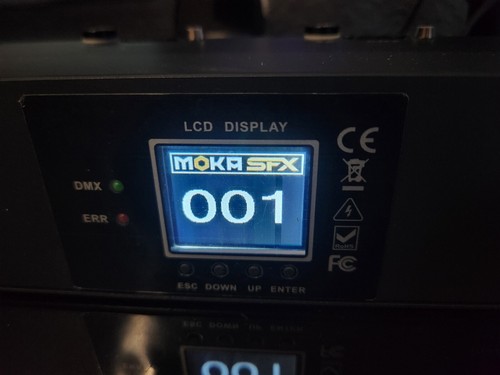 LCD DISPLAY
MOKA SFX
001
DMX
ERR
ESC DOWN UP ENTER
CE
FC